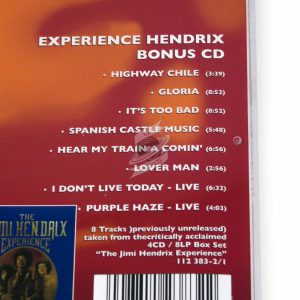 EXPERIENCE HENDRIX
BONUS CD
· HIGHWAY CHILE (3:39)
· GLORIA (8:52)
· IT'S TOO BAD (8:52)
· SPANISH CASTLE MUSIC (5:48)
· HEAR MY TRAIN A COMIN' (6:56)
· LOVER MAN (2:56)
· I DON'T LIVE TODAY - LIVE (6:32)
· PURPLE HAZE - LIVE (4:03)
8 Tracks )previously unreleased)
taken from thecritically acclaimed
4CD / 8LP Box Set
"The Jimi Hendrix Experience"
112 383-2/1
THE
IMI HENDRIX
EXPERIENCE